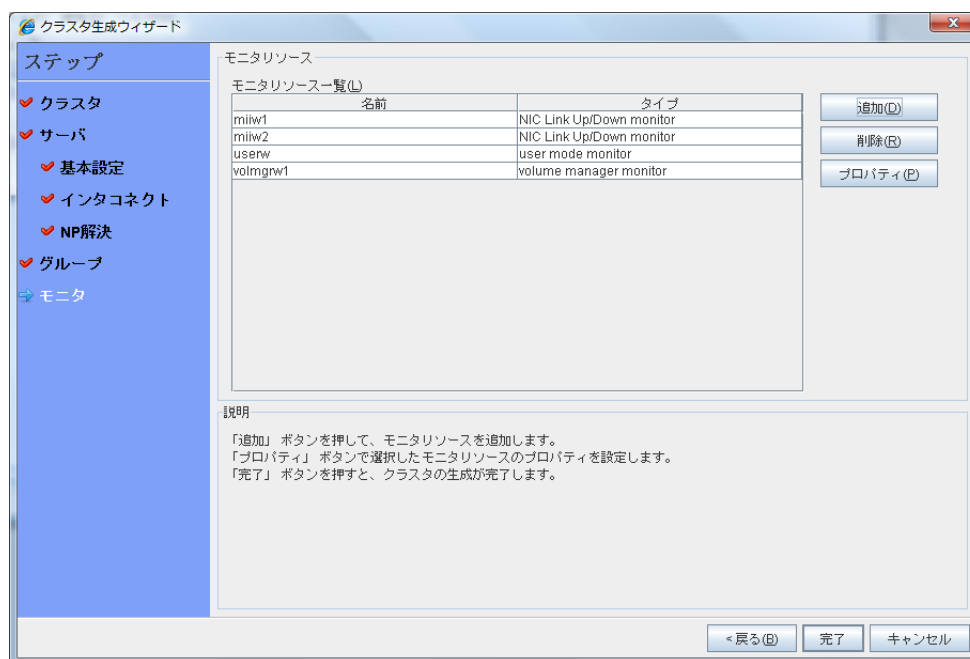 クラスタ生成ウィザード
ステップ
クラスタ
サーバ
基本設定
インタコネクト
NP解決
グループ
モニタ
モニタリソース
モニタリソース一覧(L)
名前 タイプ
miiw1 NIC Link Up/Down monitor
miiw2 NIC Link Up/Down monitor
userw user mode monitor
volmgrw1 volume manager monitor
追加(D)
削除(R)
プロパティ(P)
説明
「追加」 ボタンを押して、モニタリソースを追加します。
「プロパティ」 ボタンで選択したモニタリソースのプロパティを設定します。
「完了」 ボタンを押すと、クラスタの生成が完了します。
<戻る(B) 完了 キャンセル